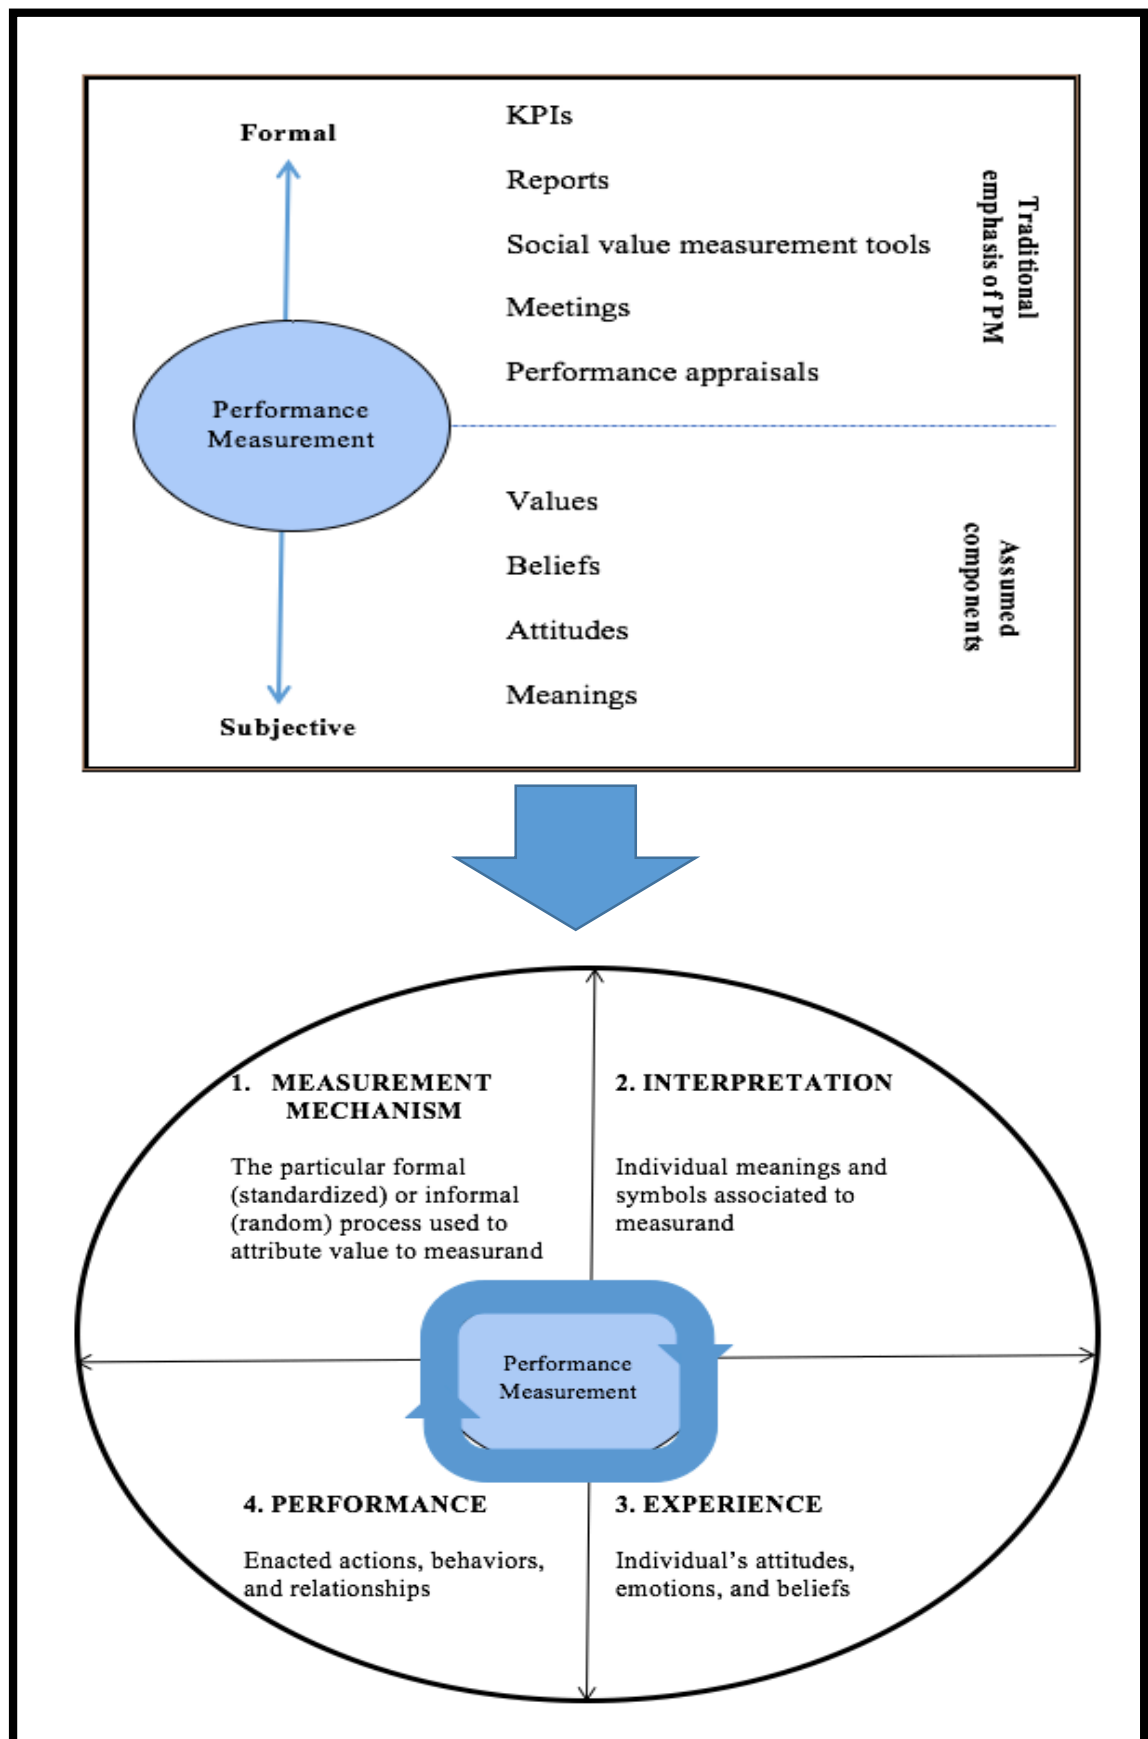 Formal
KPIs
Reports
Social value measurement tools
Meetings
Performance appraisals
Traditional
emphasis of PM
Performance
Measurement
Values
Beliefs
Attitudes
Meanings
Assumed
components
Subjective
1. MEASUREMENT
MECHANISM
The particular formal
(standardized) or informal
(random) process used to
attribute value to measurand
2. INTERPRETATION
Individual meanings and
symbols associated to
measurand
Performance
Measurement
4. PERFORMANCE
Enacted actions, behaviors,
and relationships
3. EXPERIENCE
Individual’s attitudes,
emotions, and beliefs